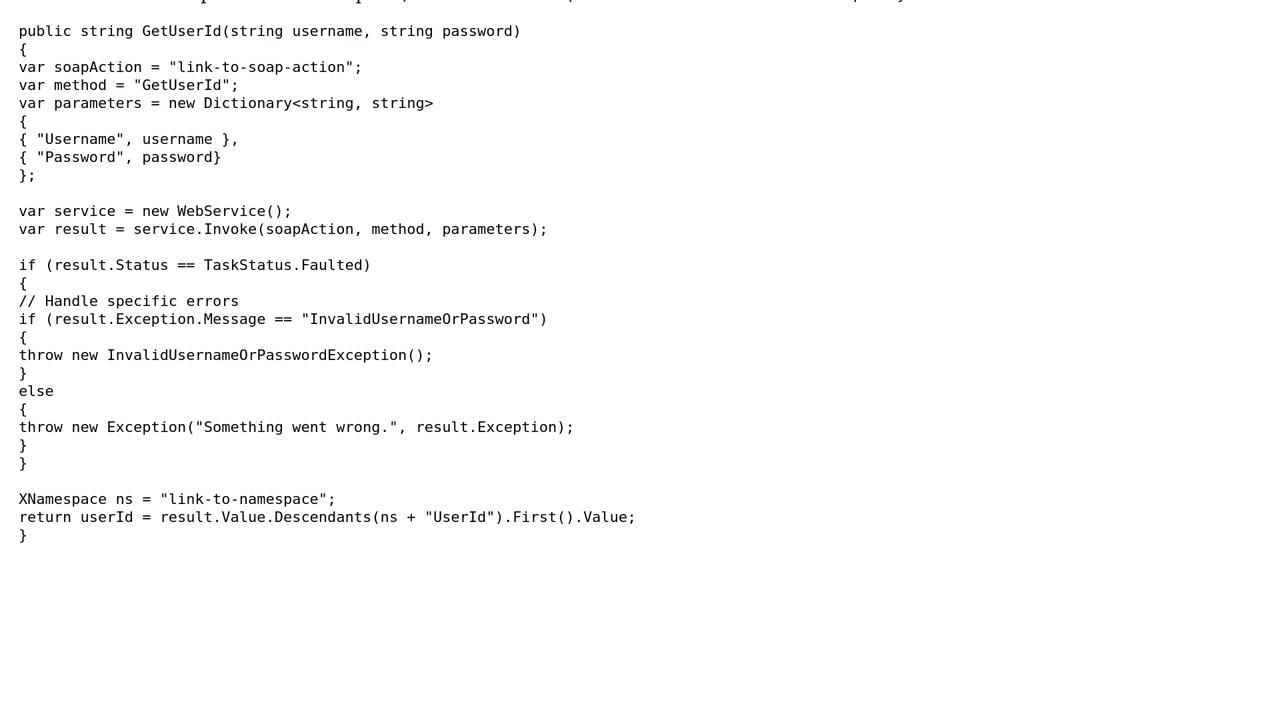 public string GetUserId(string username, string password)
{
var soapAction = "link-to-soap-action";
var method = "GetUserId";
var parameters = new Dictionary<string, string>
{
{ "Username", username },
{ "Password", password}
};

var service = new WebService();
var result = service.Invoke(soapAction, method, parameters);

if (result.Status == TaskStatus.Faulted)
{
// Handle specific errors
if (result.Exception.Message == "InvalidUsernameOrPassword")
{
throw new InvalidUsernameOrPasswordException();
}
else
{
throw new Exception("Something went wrong.", result.Exception);
}
}

XNamespace ns = "link-to-namespace";
return userId = result.Value.Descendants(ns + "UserId").First().Value;
}